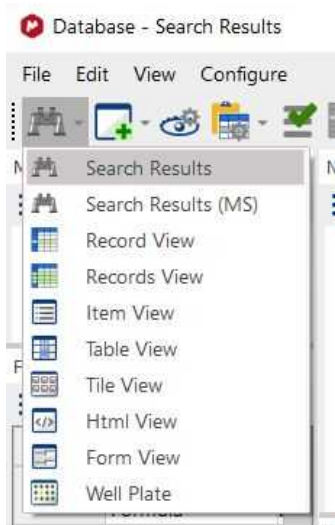 Database - Search Results
File Edit View Configure
Search Results
Search Results (MS)
Record View
Records View
Item View
Table View
Tile View
Html View
Form View
Well Plate